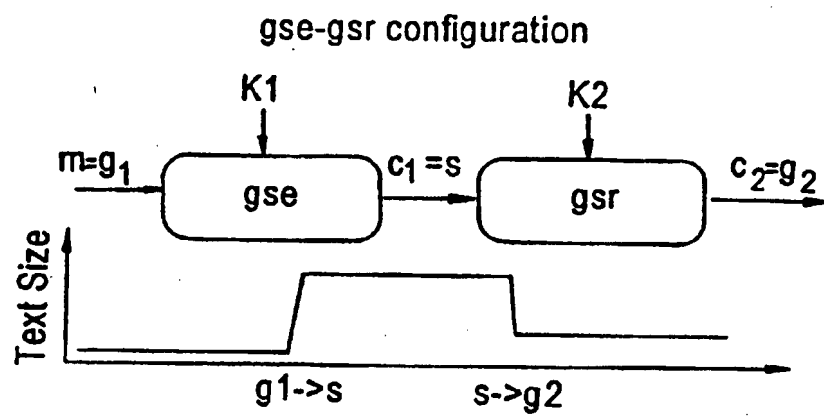 gse-gsr configuration
K1 K2
m=g₁ gse c₁=s gsr c₂=g₂
Text Size
g1->s s->g2